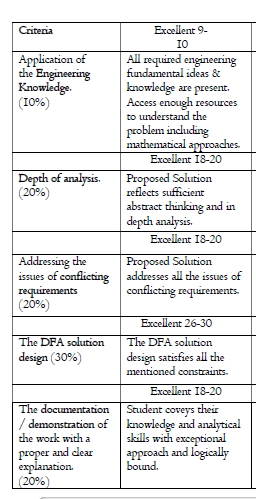 Criteria
Excellent 9-
10
Application of
the Engineering
Knowledge.
(10%)
All required engineering
fundamental ideas &
knowledge are present.
Access enough resources
to understand the
problem including
mathematical approaches.
Excellent 18-20
Depth of analysis.
(20%)
Proposed Solution
reflects sufficient
abstract thinking and in
depth analysis.
Excellent 18-20
Addressing the
issues of conflicting
requirements
(20%)
Proposed Solution
addresses all the issues of
conflicting requirements.
Excellent 26-30
The DFA solution
design (30%)
The DFA solution
design satisfies all the
mentioned constraints.
Excellent 18-20
The documentation
/ demonstration of
the work with a
proper and clear
explanation.
(20%)
Student coveys their
knowledge and analytical
skills with exceptional
approach and logically
bound.